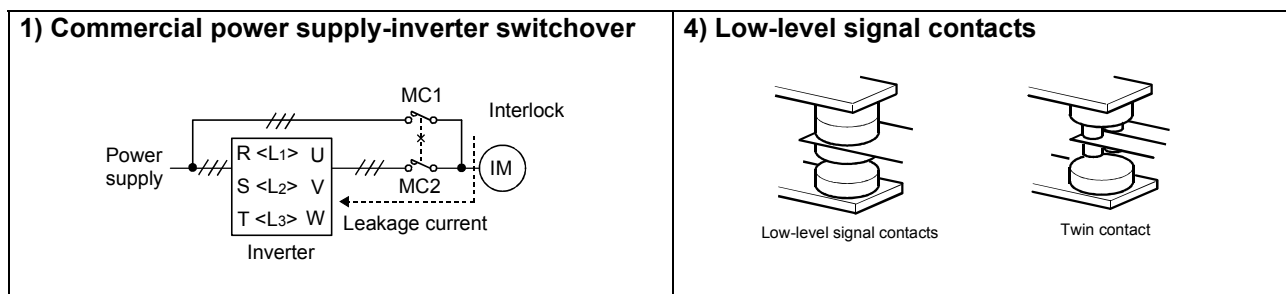 1) Commercial power supply-inverter switchover
MC1
Interlock
Power
supply
R <L1> U
S <L2> V
T <L3> W
MC2
IM
Leakage current
Inverter
4) Low-level signal contacts
Low-level signal contacts
Twin contact